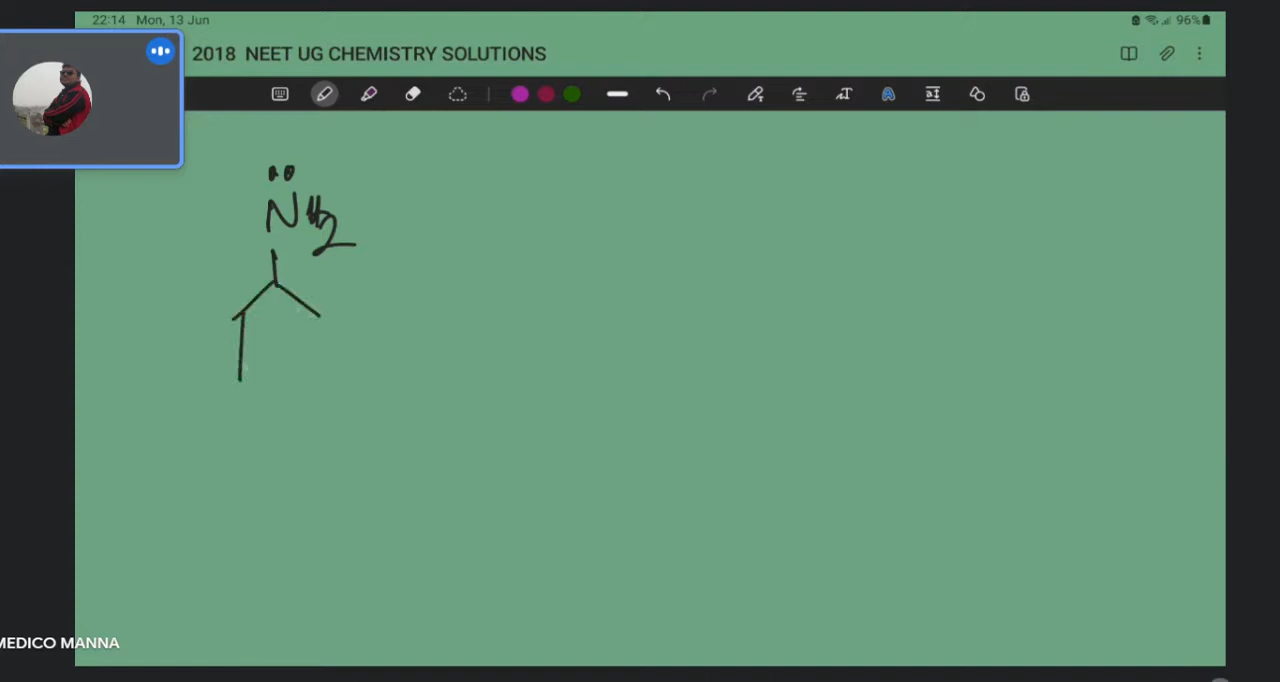 22:14 Mon, 13 Jun 96%
2018 NEET UG CHEMISTRY SOLUTIONS
NH2
MEDICO MANNA